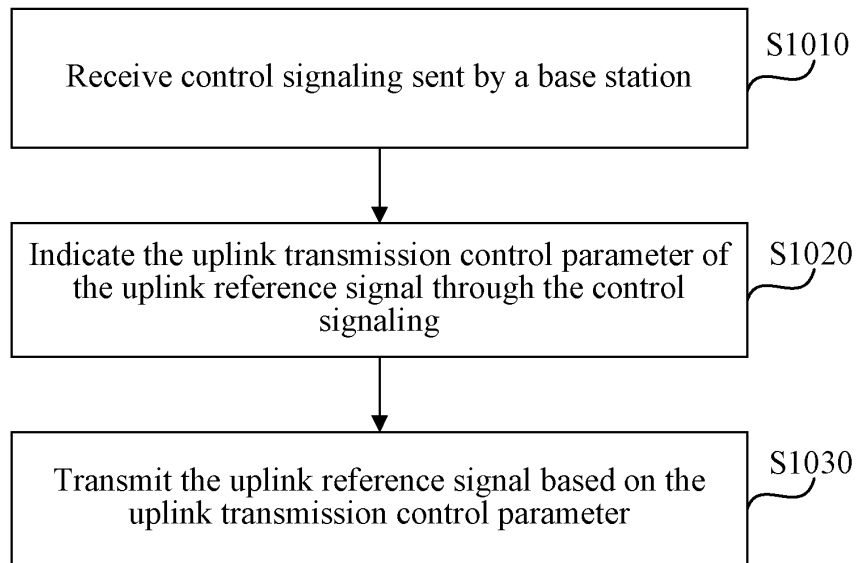 Receive control signaling sent by a base station
S1010
Indicate the uplink transmission control parameter of
the uplink reference signal through the control
signaling
S1020
Transmit the uplink reference signal based on the
uplink transmission control parameter
S1030